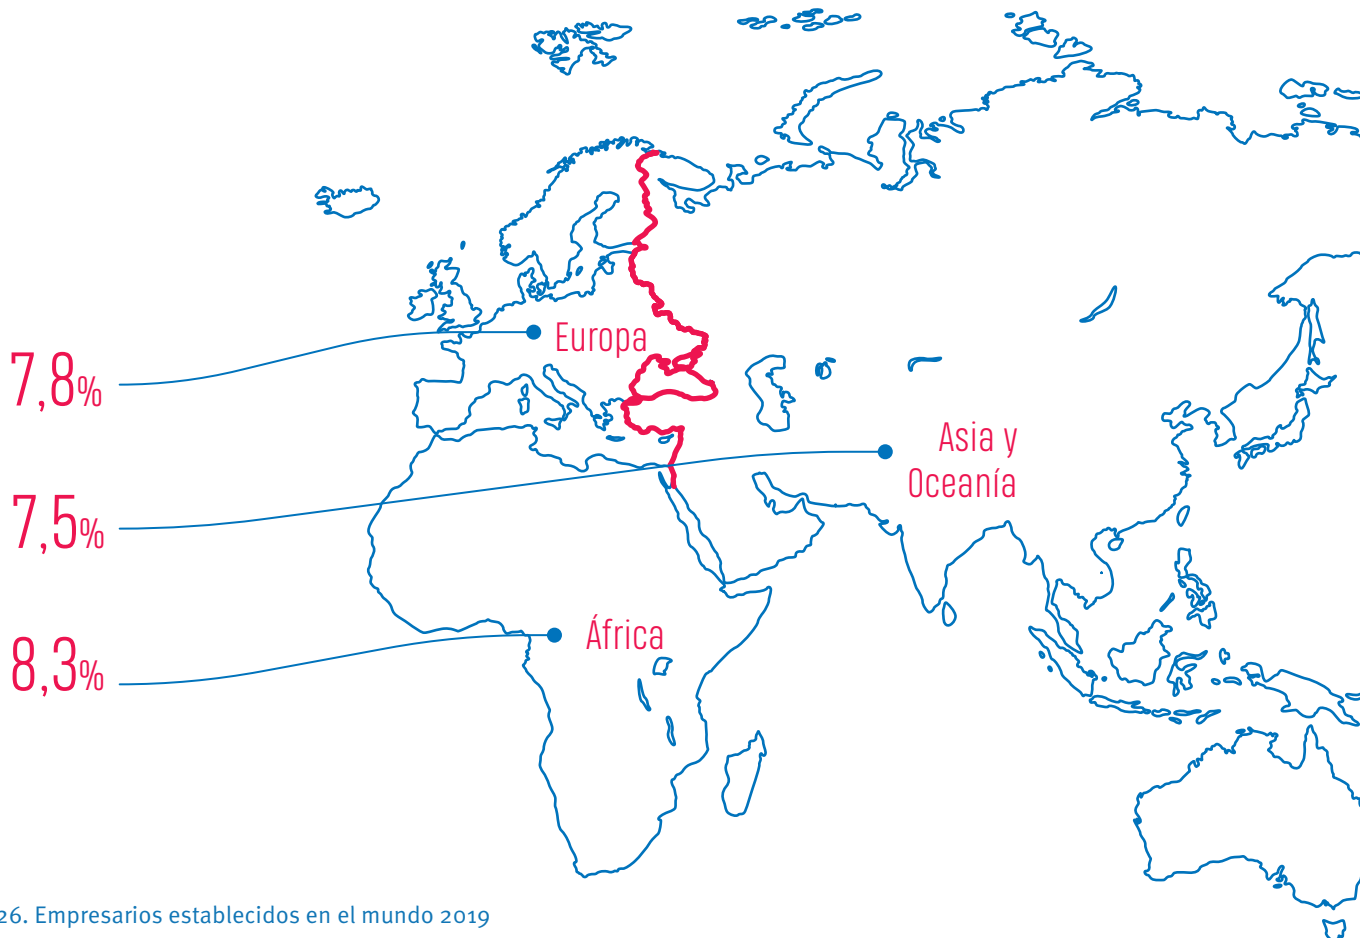 7,8%
Europa
7,5%
Asia y
Oceanía
8,3%
África
26. Empresarios establecidos en el mundo 2019